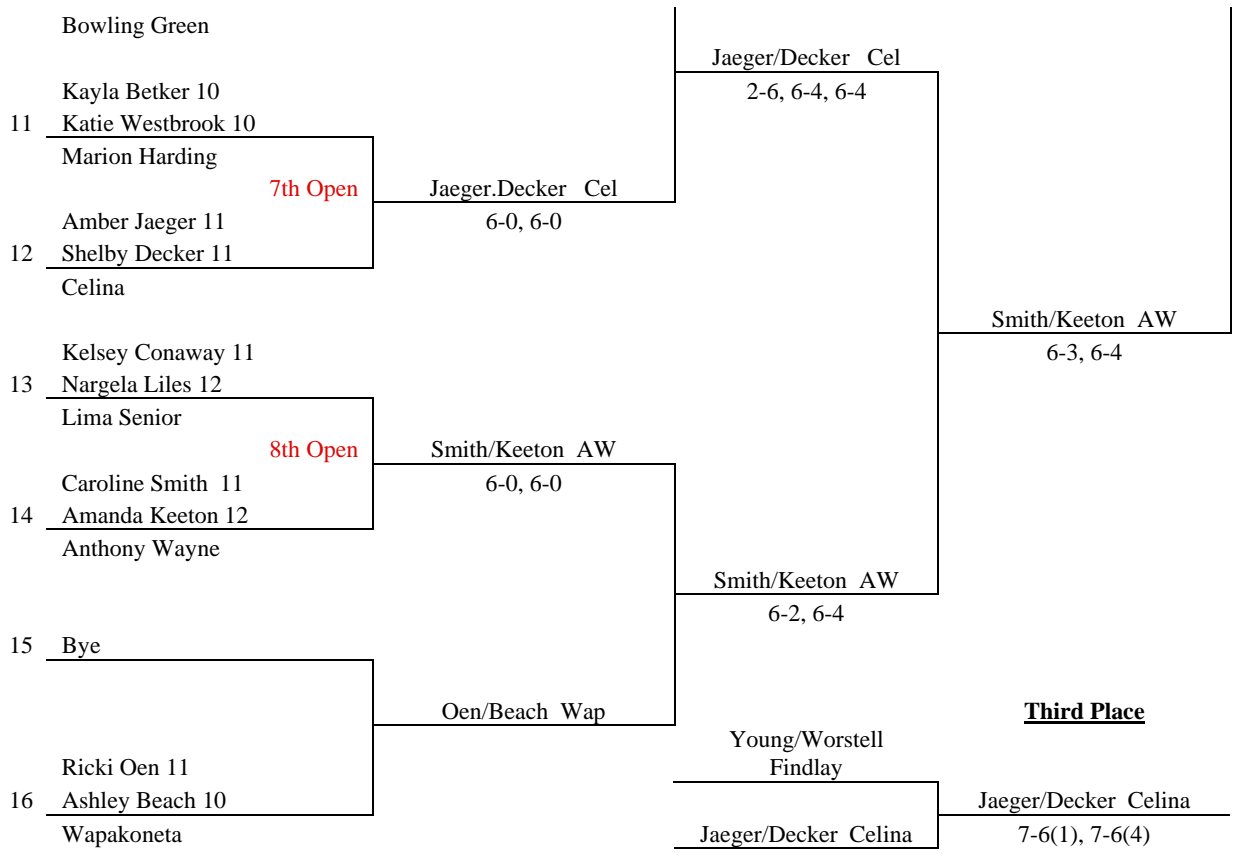 Bowling Green
Jaeger/Decker Cel
2-6, 6-4, 6-4
Kayla Betker 10
11 Katie Westbrook 10
Marion Harding
7th Open
Jaeger.Decker Cel
6-0, 6-0
Amber Jaeger 11
12 Shelby Decker 11
Celina
Smith/Keeton AW
6-3, 6-4
Kelsey Conaway 11
13 Nargela Liles 12
Lima Senior
8th Open
Smith/Keeton AW
6-0, 6-0
Caroline Smith 11
14 Amanda Keeton 12
Anthony Wayne
Smith/Keeton AW
6-2, 6-4
15 Bye
Oen/Beach Wap
Ricki Oen 11
16 Ashley Beach 10
Wapakoneta
Third Place
Young/Worstell
Findlay
Jaeger/Decker Celina
Jaeger/Decker Celina
7-6(1), 7-6(4)